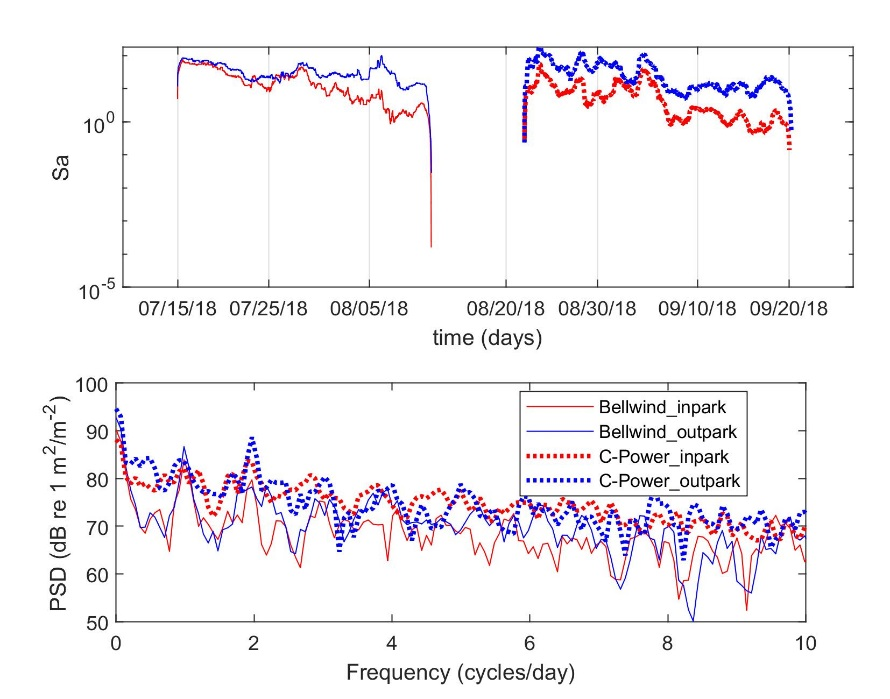 Sa
10^0
10^-5
07/15/18 07/25/18 08/05/18 08/20/18 08/30/18 09/10/18 09/20/18
time (days)
PSD (dB re 1 m^2/m^-2)
100
90
80
70
60
50
Bellwind_inpark
Bellwind_outpark
C-Power_inpark
C-Power_outpark
0 2 4 6 8 10
Frequency (cycles/day)